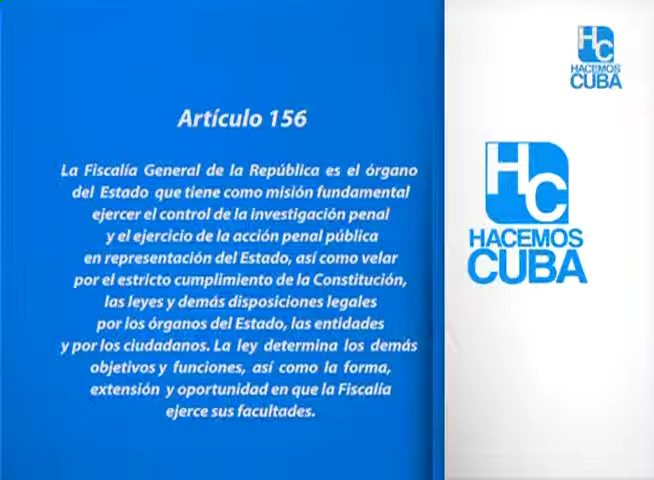 Artículo 156
La Fiscalía General de la República es el órgano
del Estado que tiene como misión fundamental
ejercer el control de la investigación penal
y el ejercicio de la acción penal pública
en representación del Estado, así como velar
por el estricto cumplimiento de la Constitución,
las leyes y demás disposiciones legales
por los órganos del Estado, las entidades
y por los ciudadanos. La ley determina los demás
objetivos y funciones, así como la forma,
extensión y oportunidad en que la Fiscalía
ejerce sus facultades.
HC
HACEMOS
CUBA
HC
HACEMOS
CUBA